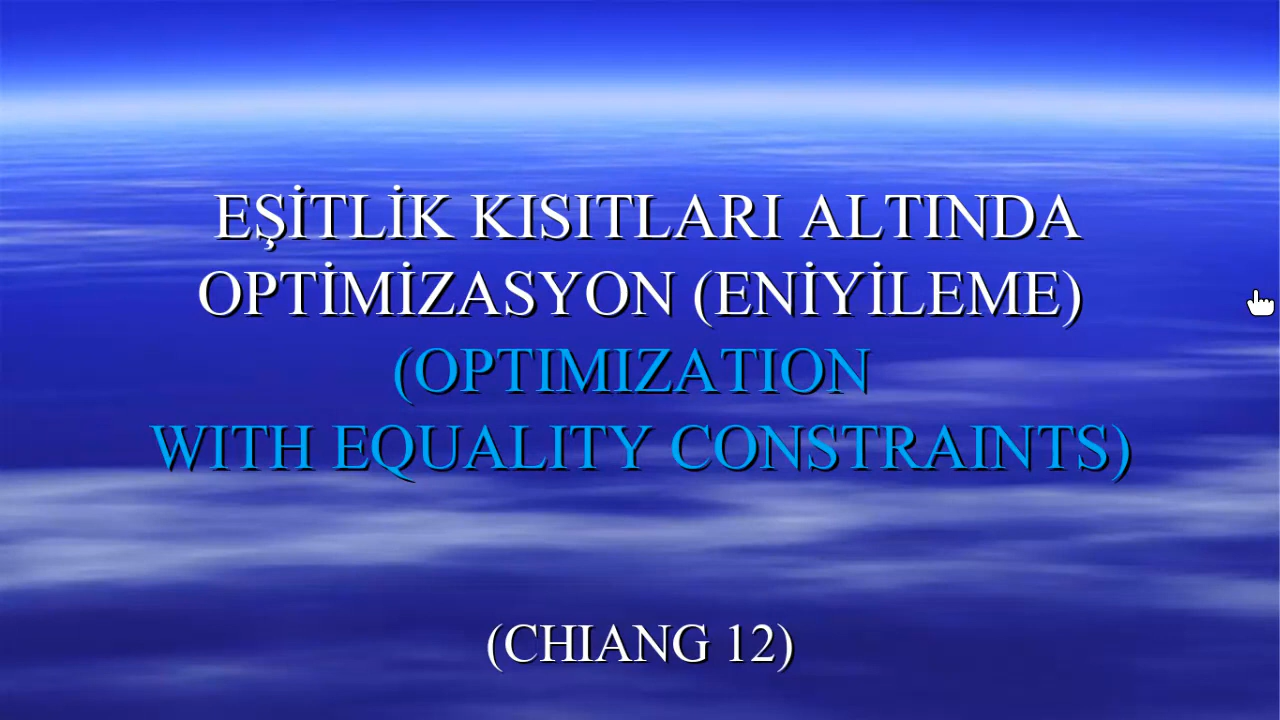 EŞİTLİK KISITLARI ALTINDA
OPTİMİZASYON (ENİYİLEME)
(OPTIMIZATION
WITH EQUALITY CONSTRAINTS)
(CHIANG 12)